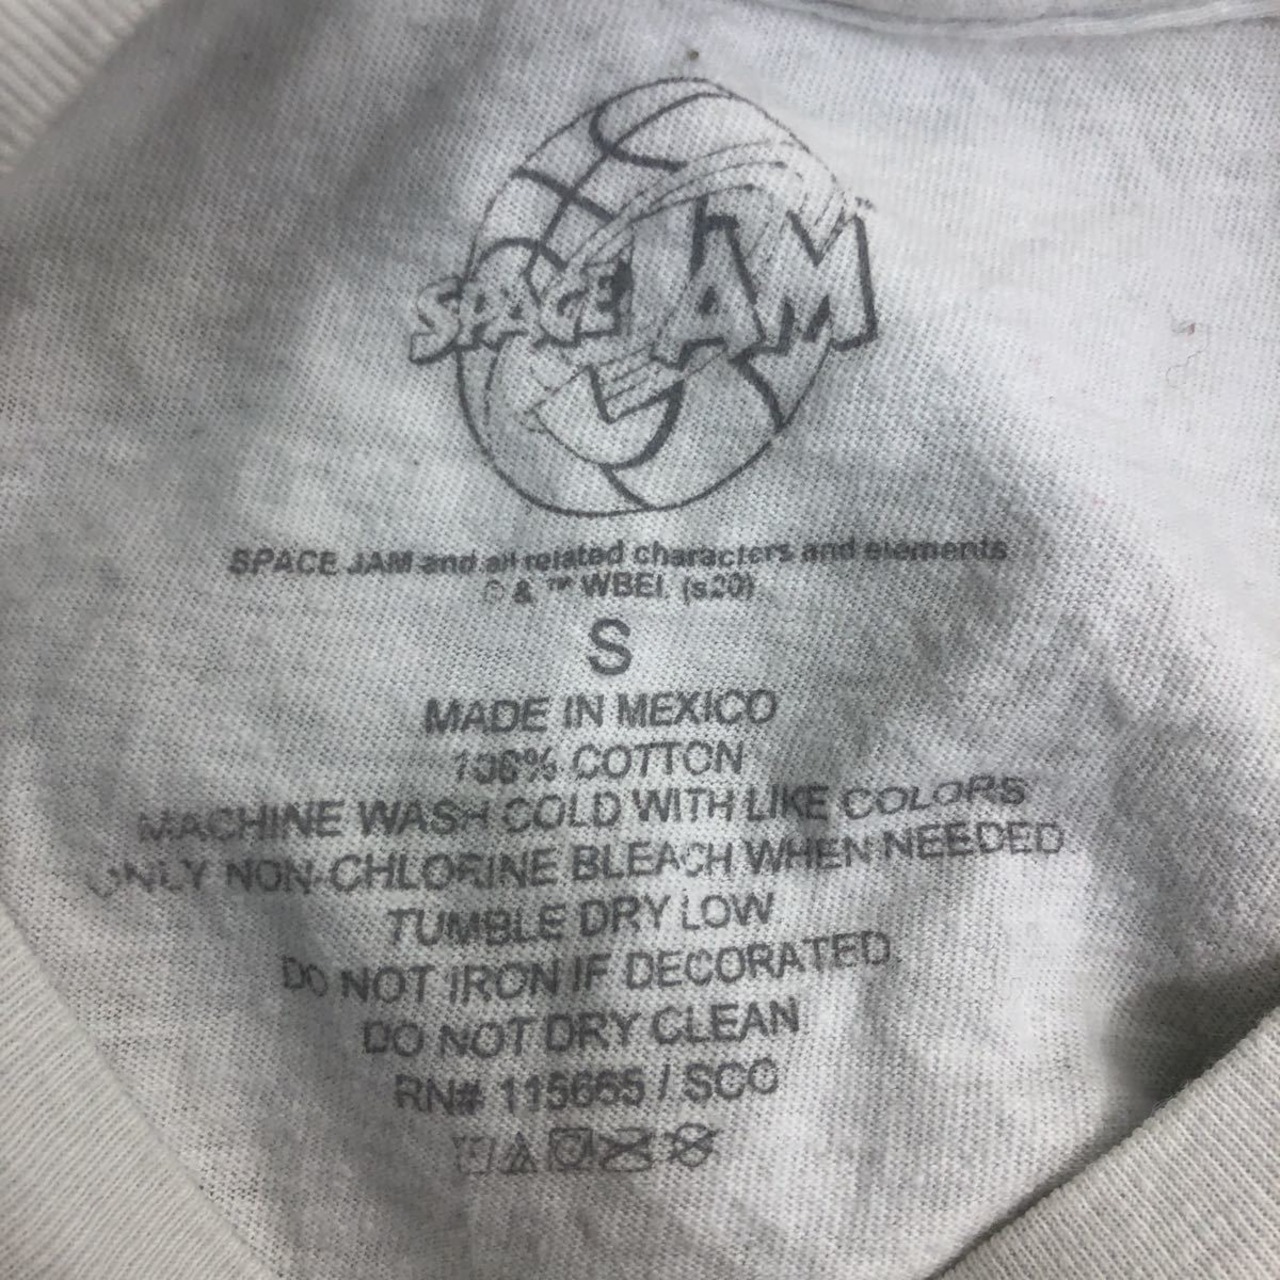 SPACE JAM™
SPACE JAM and all related characters and elements
© & ™ WBEI. (s20)
S
MADE IN MEXICO
100% COTTON
MACHINE WASH COLD WITH LIKE COLORS
ONLY NON-CHLORINE BLEACH WHEN NEEDED
TUMBLE DRY LOW
DO NOT IRON IF DECORATED.
DO NOT DRY CLEAN
RN# 115665 / SCO